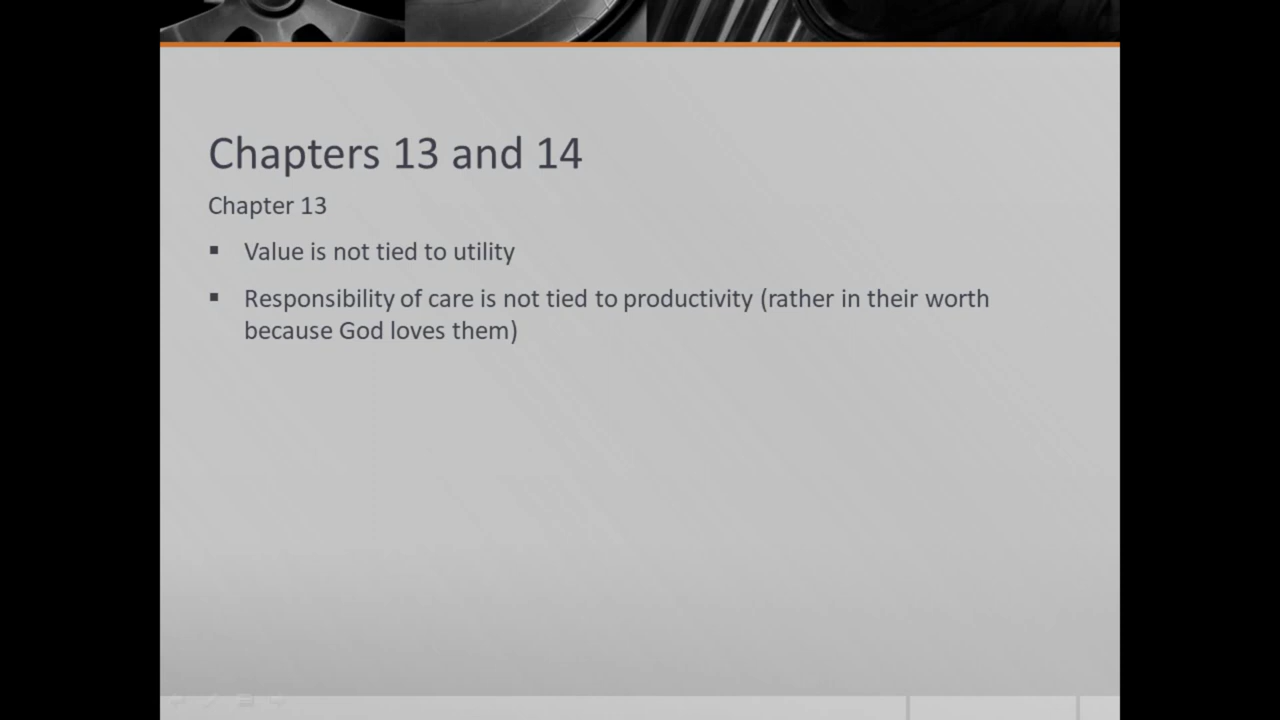 Chapters 13 and 14
Chapter 13
▪ Value is not tied to utility
▪ Responsibility of care is not tied to productivity (rather in their worth
because God loves them)